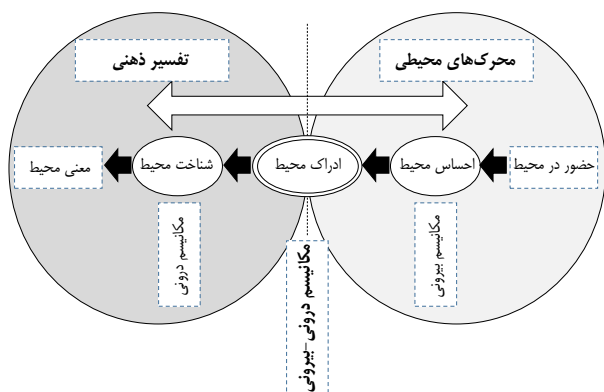 محرک‌های محیطی
تفسیر ذهنی
حضور در محیط
احساس محیط
ادراک محیط
شناخت محیط
معنی محیط
مکانیسم بیرونی
مکانیسم درونی-بیرونی
مکانیسم درونی